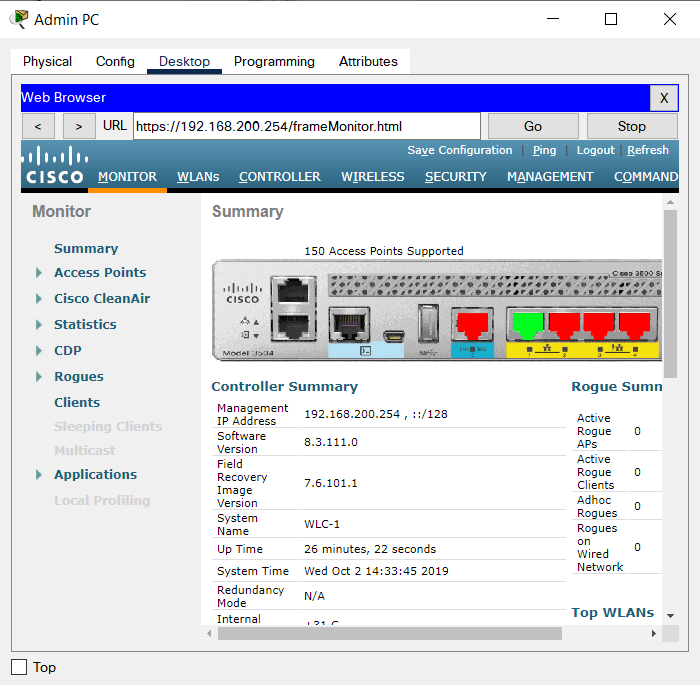 Admin PC
Physical Config Desktop Programming Attributes
Web Browser X
< > URL https://192.168.200.254/frameMonitor.html Go Stop
Save Configuration | Ping | Logout | Refresh
CISCO MONITOR WLANs CONTROLLER WIRELESS SECURITY MANAGEMENT COMMAND
Monitor
Summary
Access Points
Cisco CleanAir
Statistics
CDP
Rogues
Clients
Sleeping Clients
Multicast
Applications
Local Profiling
Summary
150 Access Points Supported
Cisco 3500 S
CISCO
Model 3504
1 2 3 4
Controller Summary
Management
IP Address 192.168.200.254 , ::/128
Software
Version 8.3.111.0
Field
Recovery
Image
Version 7.6.101.1
System
Name WLC-1
Up Time 26 minutes, 22 seconds
System Time Wed Oct 2 14:33:45 2019
Redundancy
Mode N/A
Internal +31 C
Rogue Summ
Active
Rogue
APs 0
Active
Rogue
Clients 0
Adhoc
Rogues 0
Rogues
on
Wired
Network 0
Top WLANs
Top